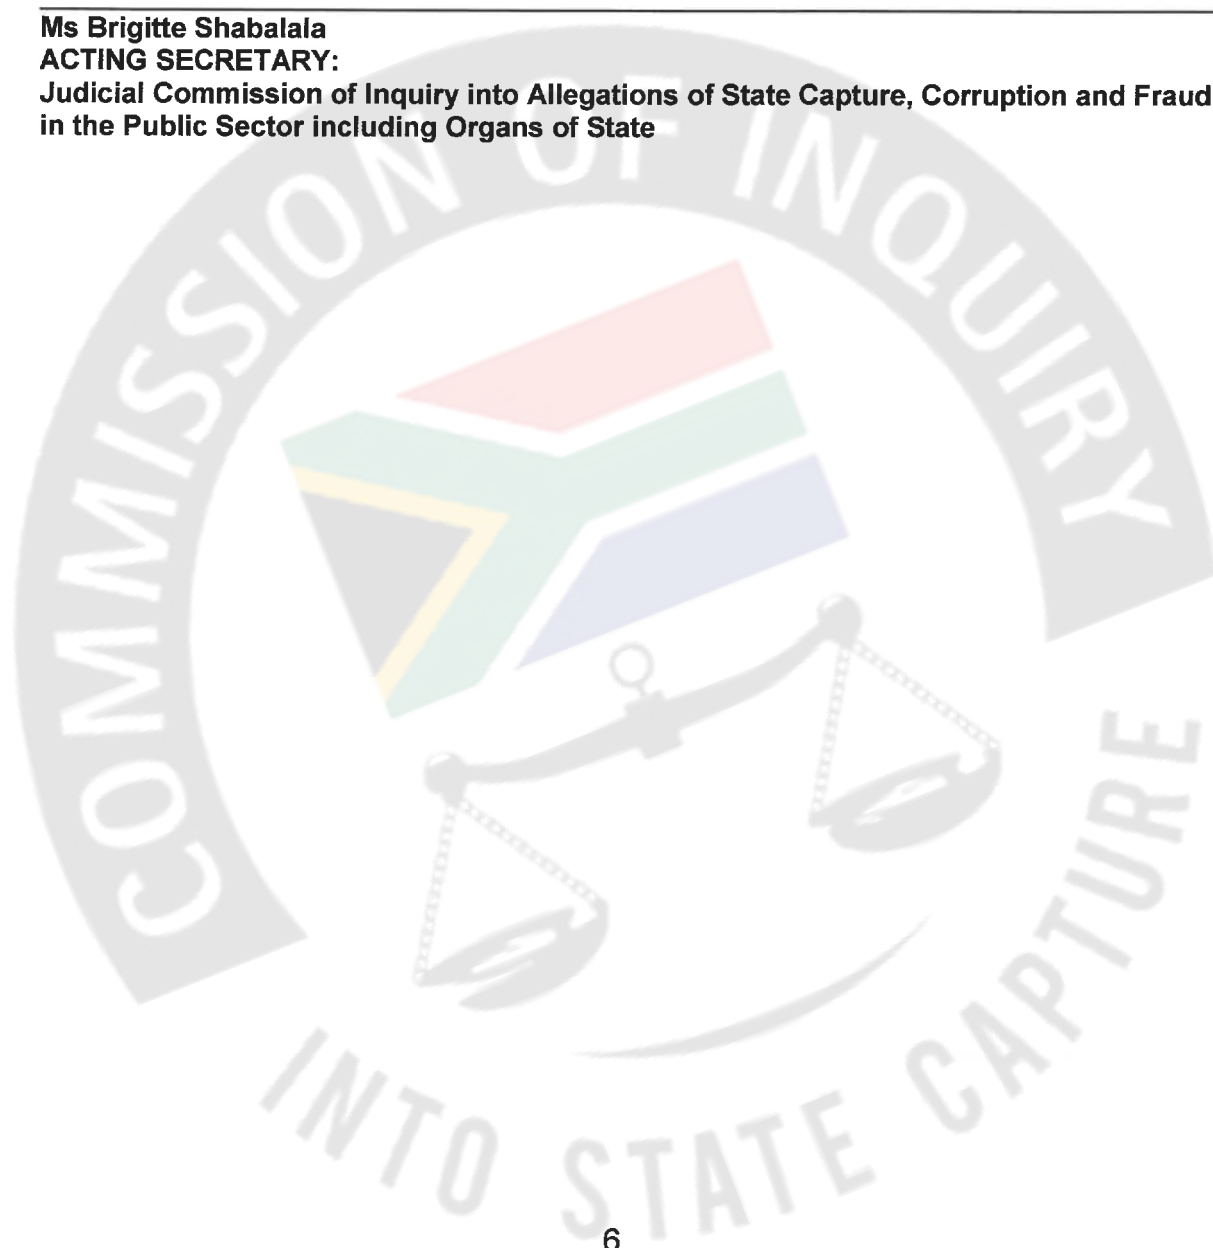 Ms Brigitte Shabalala
ACTING SECRETARY:
Judicial Commission of Inquiry into Allegations of State Capture, Corruption and Fraud
in the Public Sector including Organs of State
COMMISSION OF INQUIRY
INTO STATE CAPTURE
6